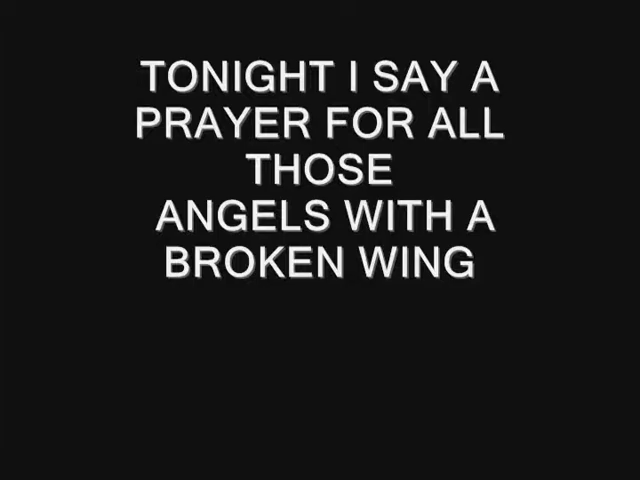 TONIGHT I SAY A
PRAYER FOR ALL
THOSE
ANGELS WITH A
BROKEN WING